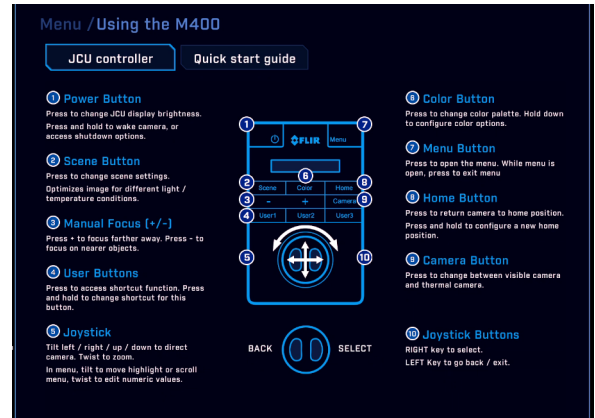 Menu /Using the M400
JCU controller
Quick start guide
1 Power Button
Press to change JCU display brightness.
Press and hold to wake camera, or
access shutdown options.
2 Scene Button
Press to change scene settings.
Optimizes image for different light /
temperature conditions.
3 Manual Focus [+/-]
Press + to focus farther away. Press - to
focus on nearer objects.
4 User Buttons
Press to access shortcut function. Press
and hold to change shortcut for this
button.
5 Joystick
Tilt left / right / up / down to direct
camera. Twist to zoom.
In menu, tilt to move highlight or scroll
menu, twist to edit numeric values.
1
7
FLIR
Menu
6
2
Scene
Color
Home
8
3
-
+
Camera
9
4
User1
User2
User3
5
10
BACK
SELECT
6 Color Button
Press to change color palette. Hold down
to configure color options.
7 Menu Button
Press to open the menu. While menu is
open, press to exit menu
8 Home Button
Press to return camera to home position.
Press and hold to configure a new home
position.
9 Camera Button
Press to change between visible camera
and thermal camera.
10 Joystick Buttons
RIGHT key to select.
LEFT Key to go back / exit.